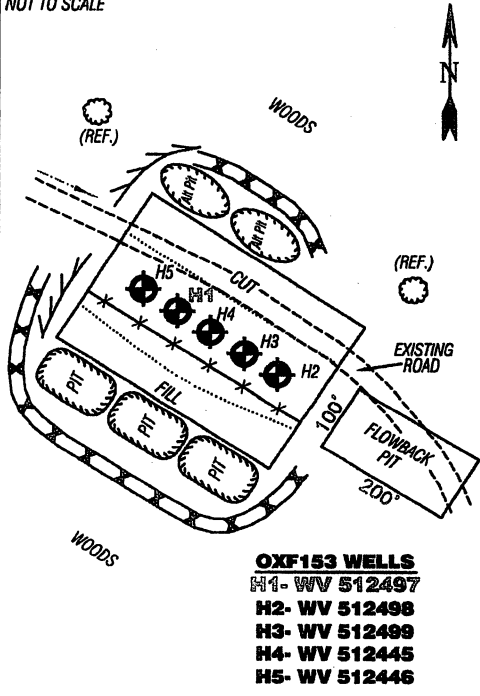 NOT TO SCALE
N
WOODS
(REF.)
Alt Pit
Alt Pit
(REF.)
CUT
H5
H1
H4
H3
H2
EXISTING
ROAD
FILL
PIT
PIT
PIT
100°
FLOWBACK
PIT
200°
WOODS
OXF153 WELLS
H1- WV 512497
H2- WV 512498
H3- WV 512499
H4- WV 512445
H5- WV 512446